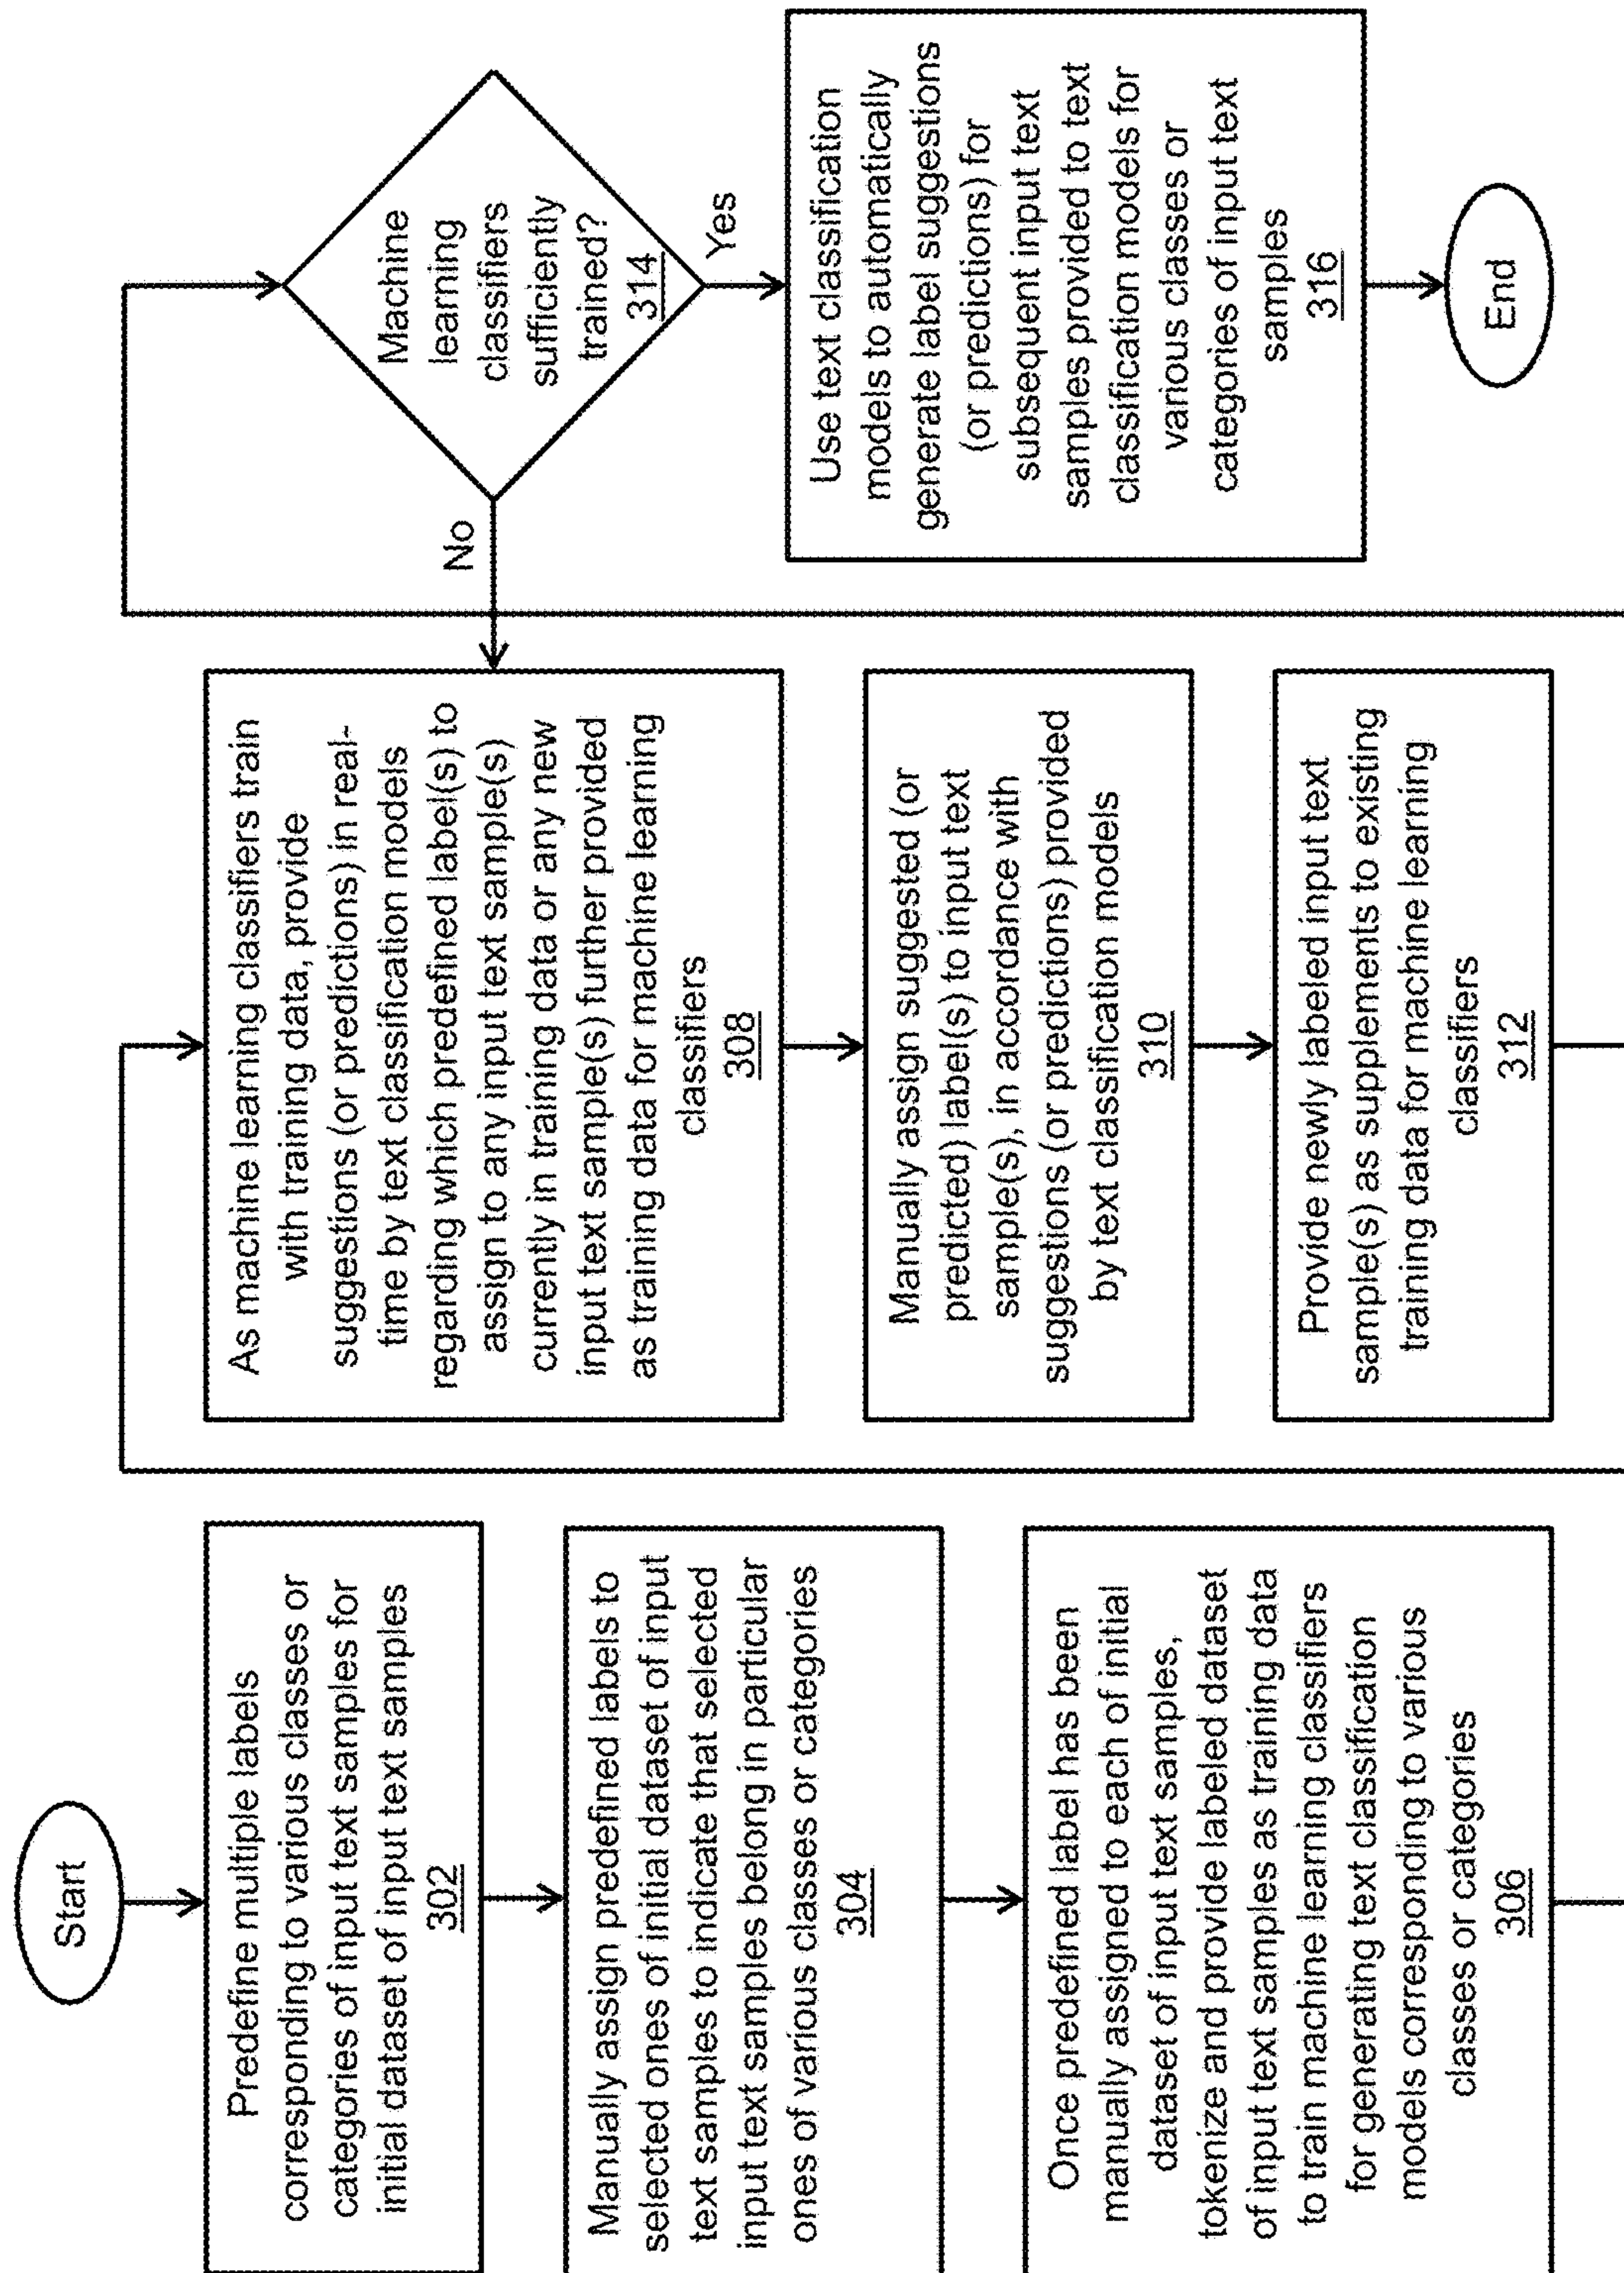 Start
Predefine multiple labels
corresponding to various classes or
categories of input text samples for
initial dataset of input text samples
302
Manually assign predefined labels to
selected ones of initial dataset of input
text samples to indicate that selected
input text samples belong in particular
ones of various classes or categories
304
Once predefined label has been
manually assigned to each of initial
dataset of input text samples,
tokenize and provide labeled dataset
of input text samples as training data
to train machine learning classifiers
for generating text classification
models corresponding to various
classes or categories
306
As machine learning classifiers train
with training data, provide
suggestions (or predictions) in real-
time by text classification models
regarding which predefined label(s) to
assign to any input text sample(s)
currently in training data or any new
input text sample(s) further provided
as training data for machine learning
classifiers
308
Manually assign suggested (or
predicted) label(s) to input text
sample(s), in accordance with
suggestions (or predictions) provided
by text classification models
310
Provide newly labeled input text
sample(s) as supplements to existing
training data for machine learning
classifiers
312
Machine
learning
classifiers
sufficiently
trained?
314
No
Yes
Use text classification
models to automatically
generate label suggestions
(or predictions) for
subsequent input text
samples provided to text
classification models for
various classes or
categories of input text
samples
316
End